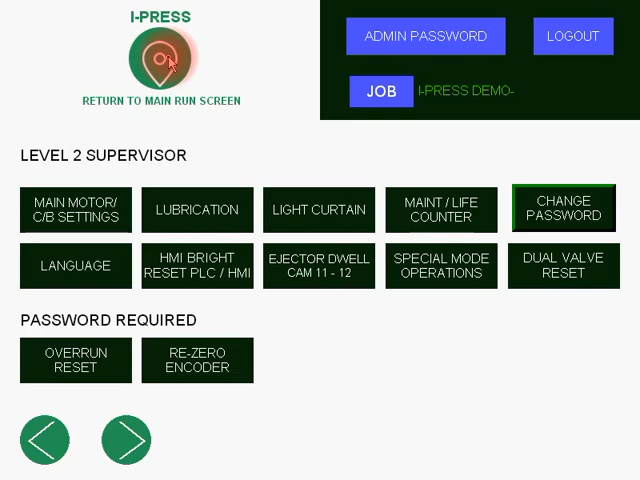 I-PRESS
RETURN TO MAIN RUN SCREEN
ADMIN PASSWORD
LOGOUT
JOB
I-PRESS DEMO-
LEVEL 2 SUPERVISOR
MAIN MOTOR/
C/B SETTINGS
LUBRICATION
LIGHT CURTAIN
MAINT / LIFE
COUNTER
CHANGE
PASSWORD
LANGUAGE
HMI BRIGHT
RESET PLC / HMI
EJECTOR DWELL
CAM 11 - 12
SPECIAL MODE
OPERATIONS
DUAL VALVE
RESET
PASSWORD REQUIRED
OVERRUN
RESET
RE-ZERO
ENCODER